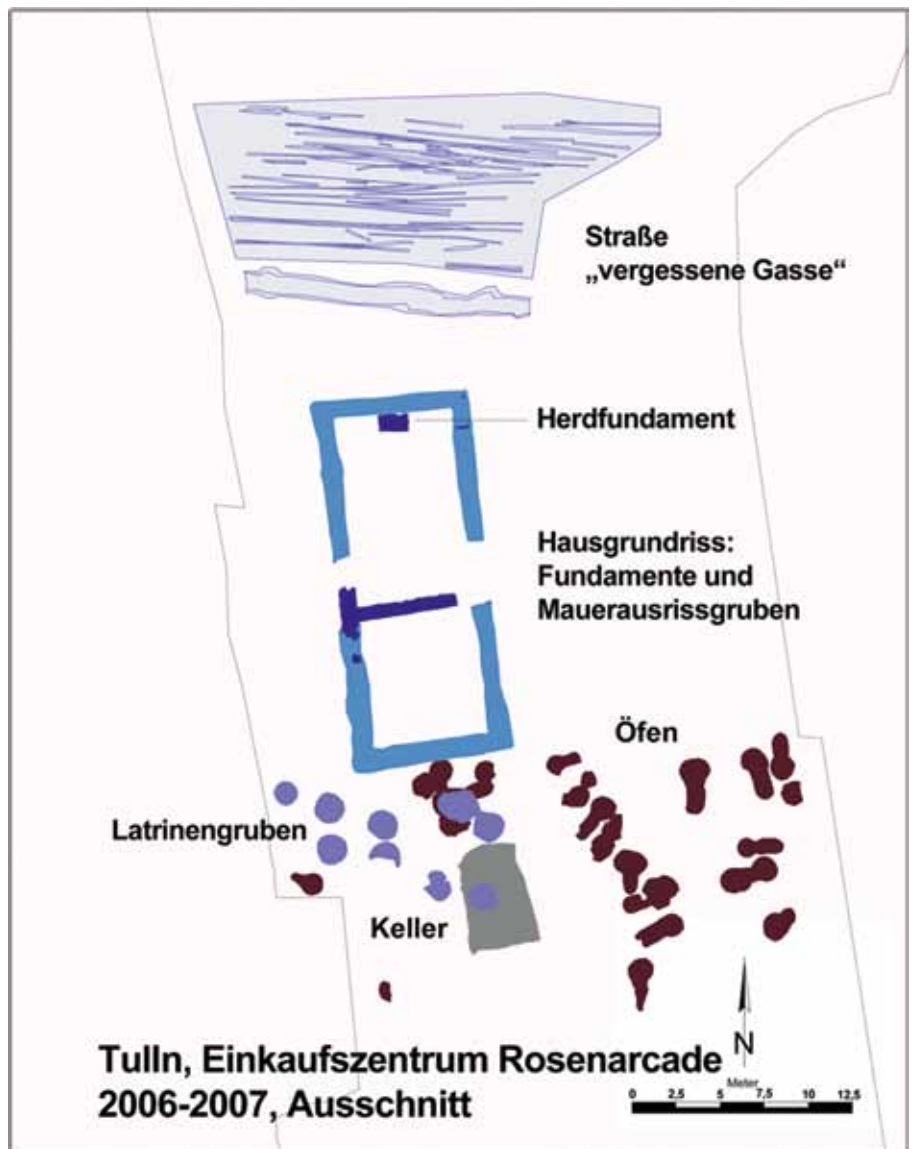 Straße
„vergessene Gasse“
Herdfundament
Hausgrundriss:
Fundamente und
Mauerausrissgruben
Öfen
Latrinengruben
Keller
N
Tulln, Einkaufszentrum Rosenarcade
2006-2007, Ausschnitt
Meter
0 2,5 5 7,5 10 12,5